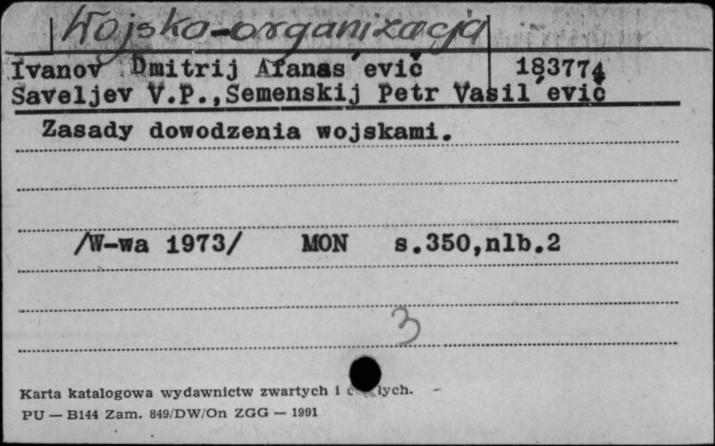 Wojsko-organizacja
Ivanov Dmitrij Afanas´evič 183774
Saveljev V.P.,Semenskij Petr Vasil´evič
Zasady dowodzenia wojskami.
/W-wa 1973/ MON s.350,nlb.2
3
Karta katalogowa wydawnictw zwartych i
PU — B144 Zam. 849/DW/On ZGG — 1991